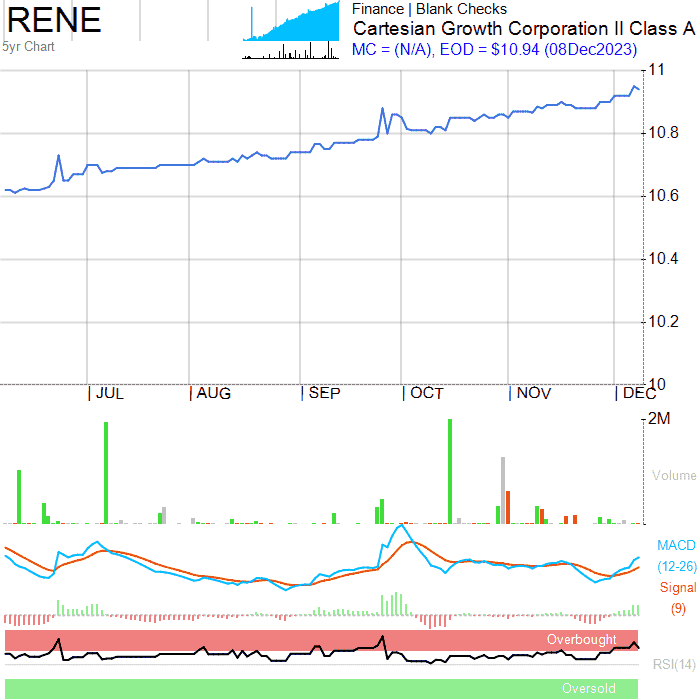 RENE
5yr Chart
Finance | Blank Checks
Cartesian Growth Corporation II Class A
MC = (N/A), EOD = $10.94 (08Dec2023)
11
10.8
10.6
10.4
10.2
10
| JUL | AUG | SEP | OCT | NOV | DEC
2M
Volume
MACD
(12-26)
Signal
(9)
Overbought
RSI(14)
Oversold